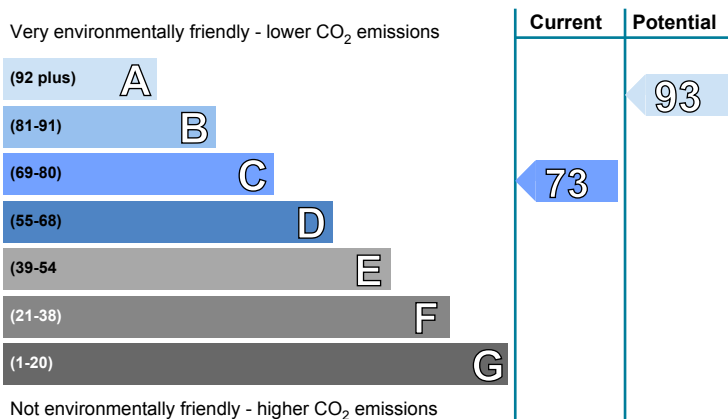 Current Potential
Very environmentally friendly - lower CO2 emissions
(92 plus) A
93
(81-91) B
(69-80) C
73
(55-68) D
(39-54 E
(21-38) F
(1-20) G
Not environmentally friendly - higher CO2 emissions